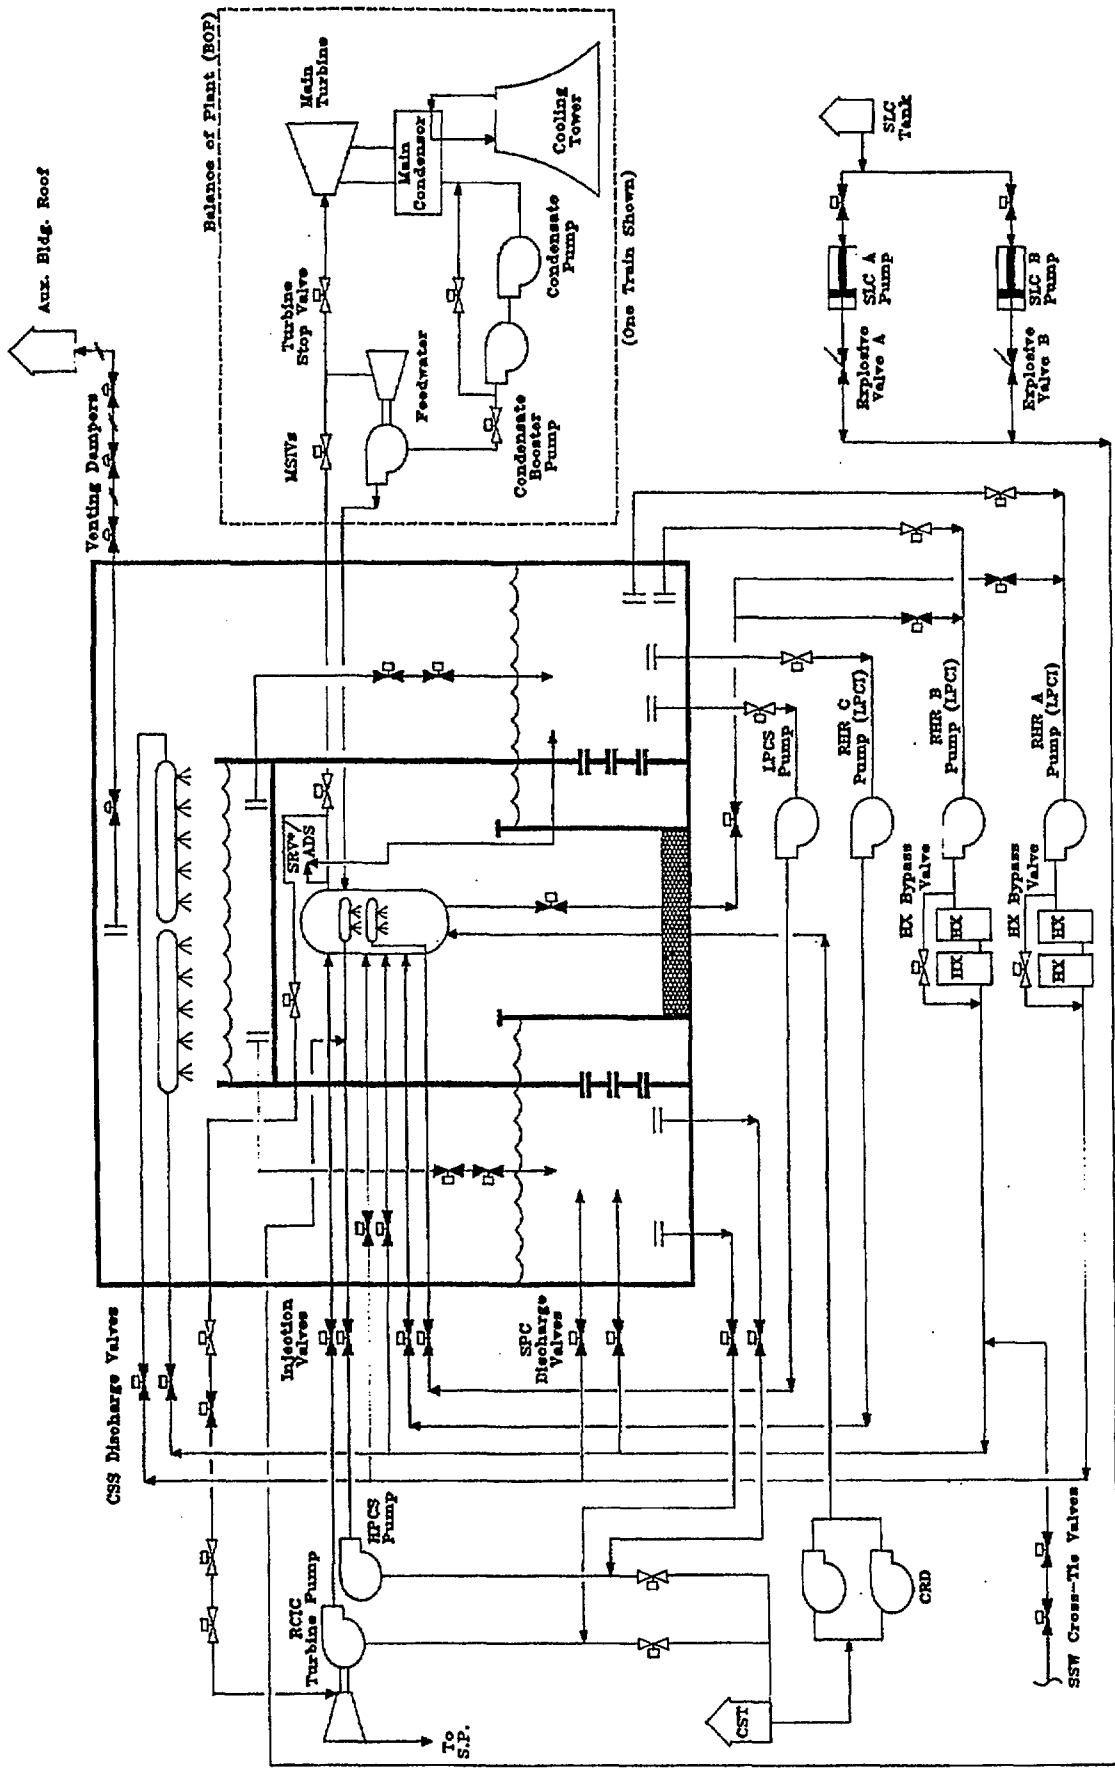 Aux. Bldg. Roof
Venting Dampers
Balance of Plant (BOP)
Main
Turbine
Turbine
Stop Valve
MSIVs
Main
Condensor
Cooling
Tower
Feedwater
Condensate
Pump
Condensate
Booster
Pump
(One Train Shown)
SLC
Tank
SLC A
Pump
SLC B
Pump
Explosive
Valve A
Explosive
Valve B
SRV*/
ADS
CSS Discharge Valves
Injection
Valves
SPC
Discharge
Valves
LPCS
Pump
RHR C
Pump (LPCI)
RHR B
Pump (LPCI)
RHR A
Pump (LPCI)
HX Bypass
Valve
HX
HX
HX Bypass
Valve
HX
HX
HPCS
Pump
RCIC
Turbine Pump
To
S.P.
CST
CRD
SSW Cross-Tie Valves